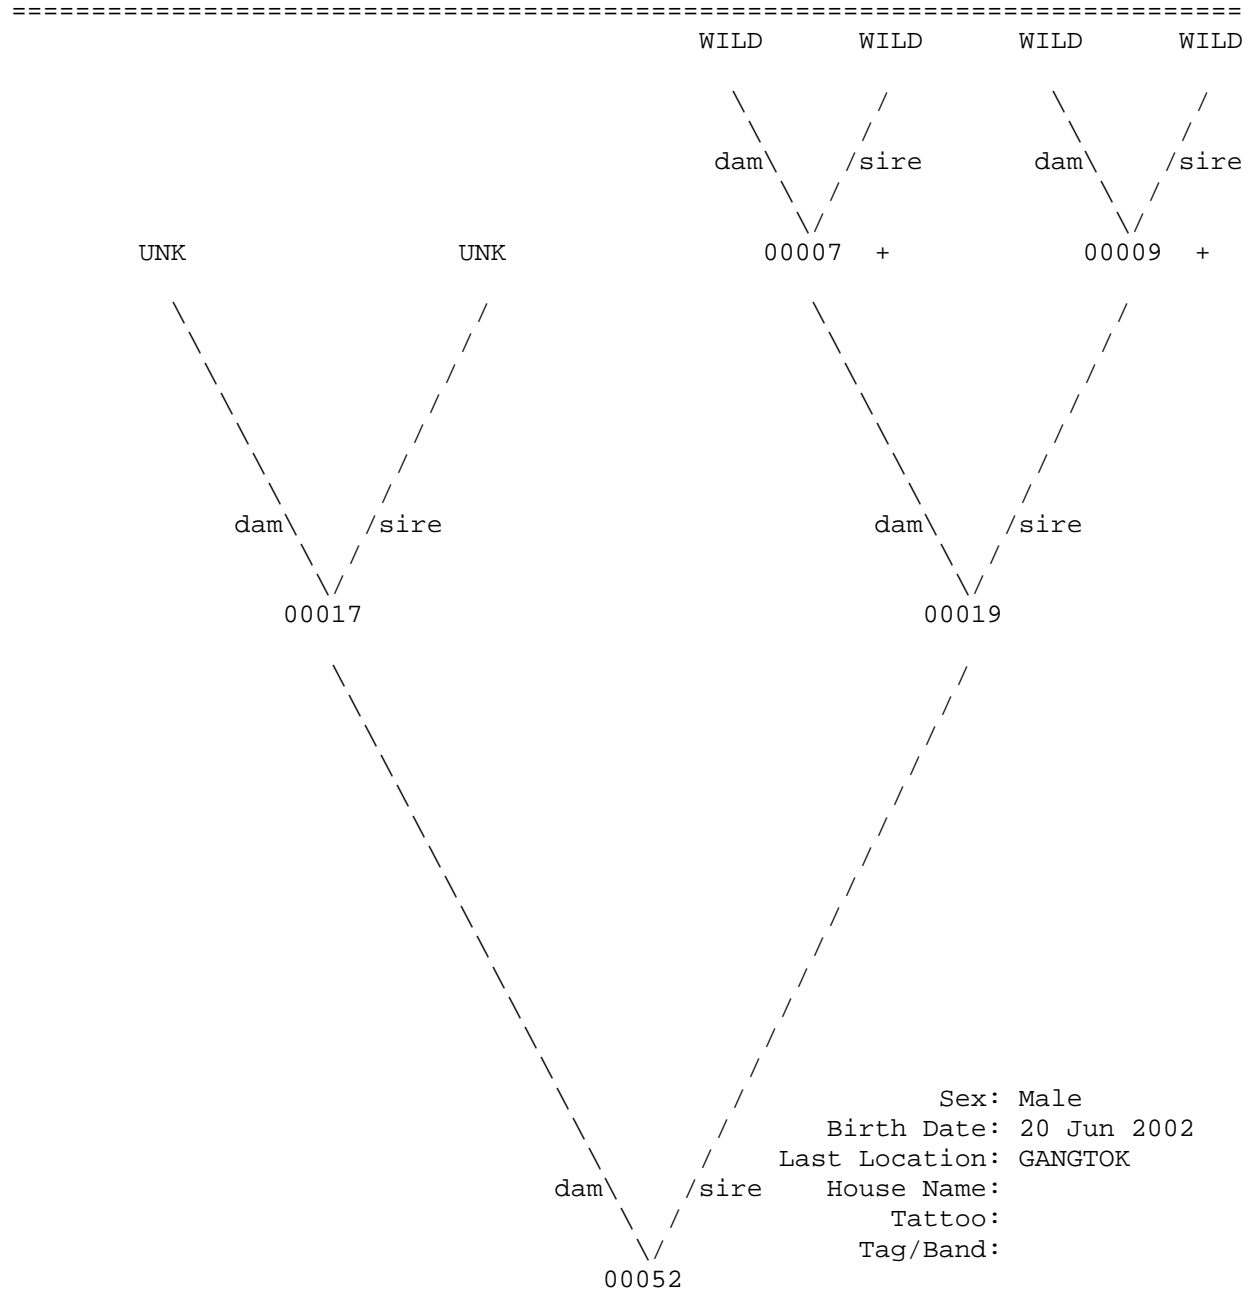 WILD WILD WILD WILD
dam sire dam sire
UNK UNK 00007 + 00009 +
dam sire dam sire
00017 00019
Sex: Male
Birth Date: 20 Jun 2002
Last Location: GANGTOK
dam sire House Name:
Tattoo:
Tag/Band:
00052